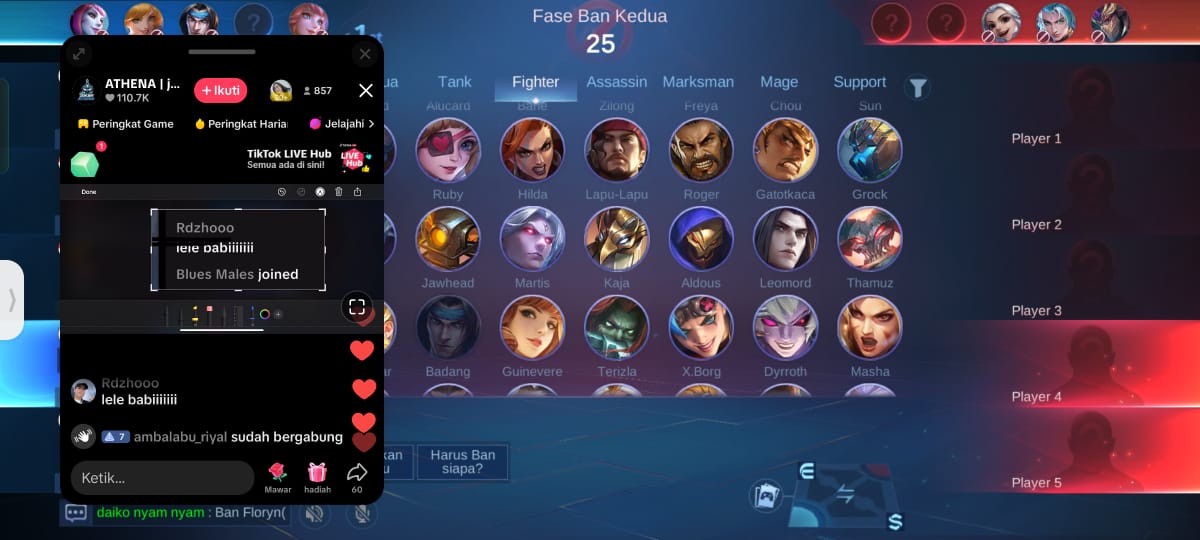 Fase Ban Kedua
25
Tank
Fighter
Assassin
Marksman
Mage
Support
Alucard
Bane
Zilong
Freya
Chou
Sun
Ruby
Hilda
Lapu-Lapu
Roger
Gatotkaca
Grock
Jawhead
Martis
Kaja
Aldous
Leomord
Thamuz
Badang
Guinevere
Terizla
X.Borg
Dyrroth
Masha
Harus Ban
siapa?
Player 1
Player 2
Player 3
Player 4
Player 5
ATHENA | j...
110.7K
+ Ikuti
857
Peringkat Game
Peringkat Haria
Jelajahi
1
TikTok LIVE Hub
Semua ada di sini!
LIVE
Hub
Done
Rdzhooo
lele babiiiiiii
Blues Males joined
Rdzhooo
lele babiiiiiii
7 ambalabu_riyal sudah bergabung
Ketik...
Mawar
hadiah
60
daiko nyam nyam : Ban Floryn(